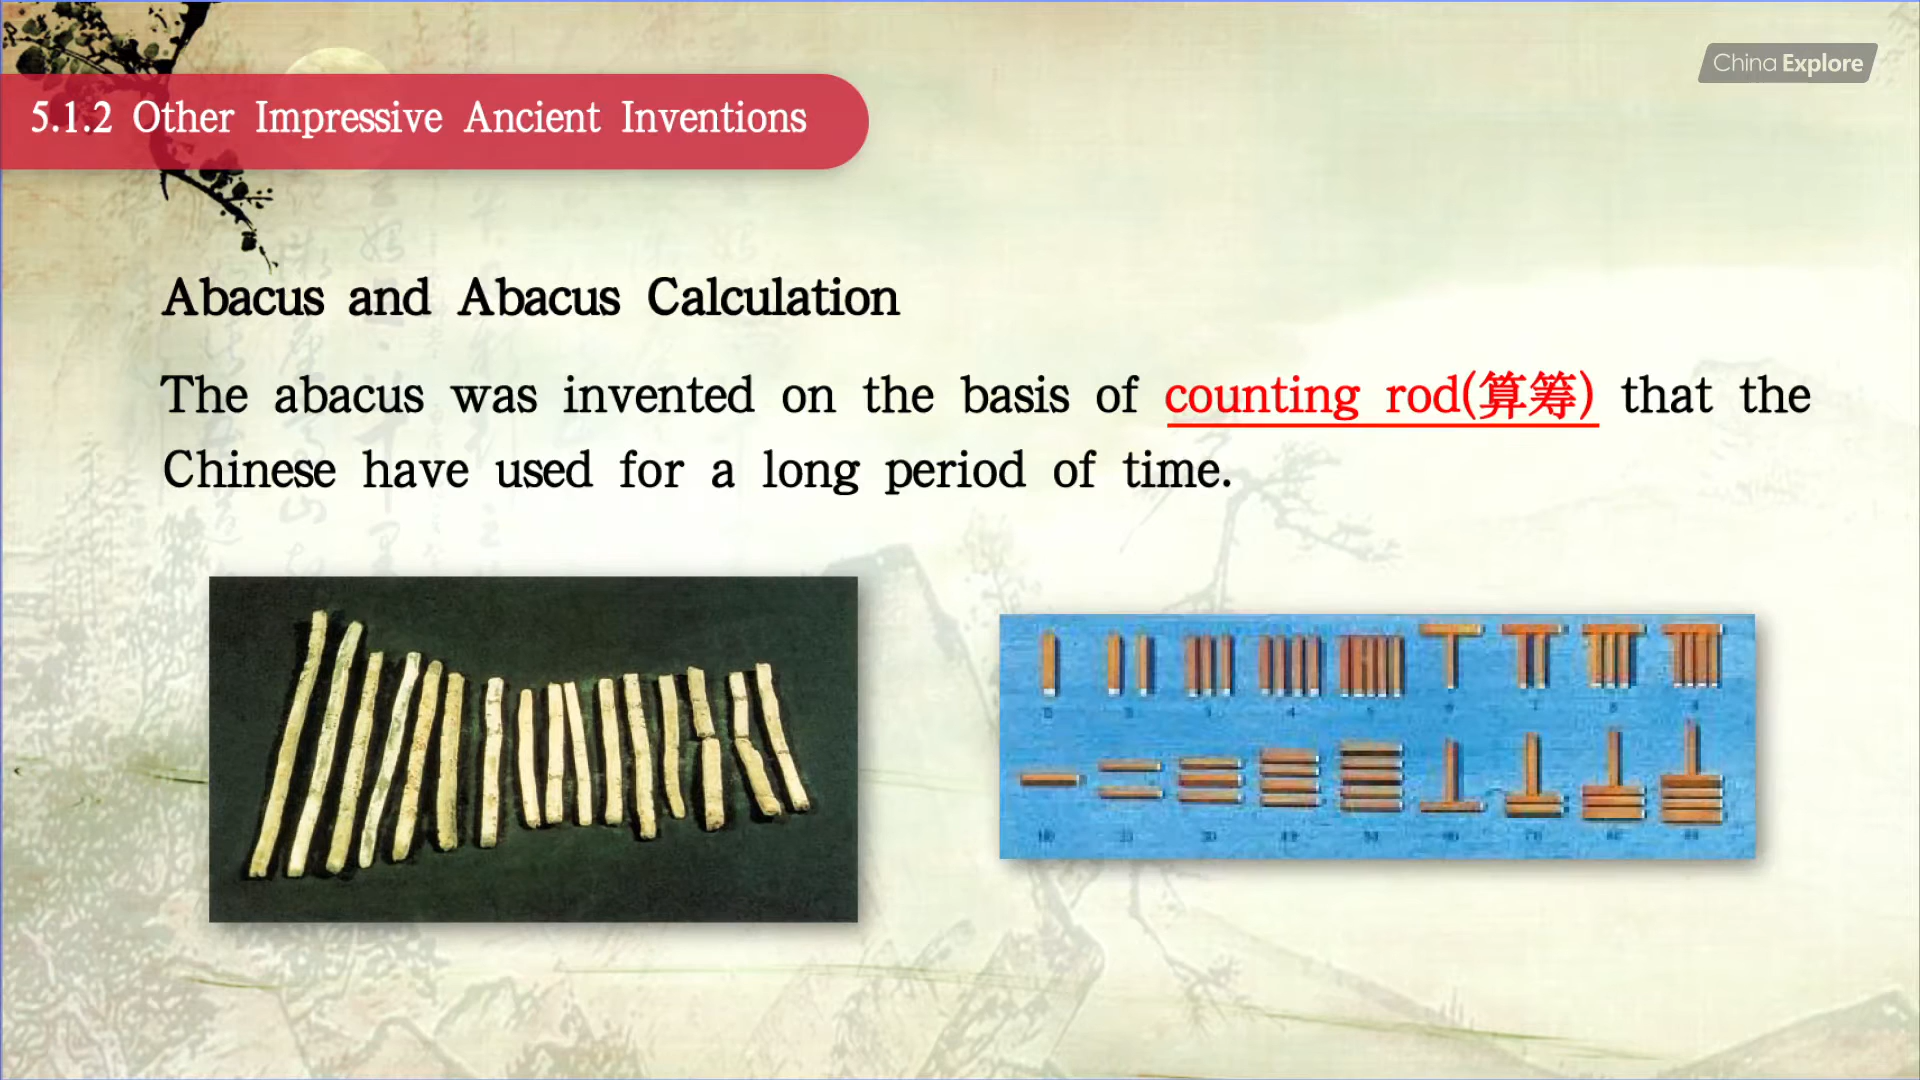 China Explore
5.1.2 Other Impressive Ancient Inventions
Abacus and Abacus Calculation
The abacus was invented on the basis of counting rod(算筹) that the
Chinese have used for a long period of time.